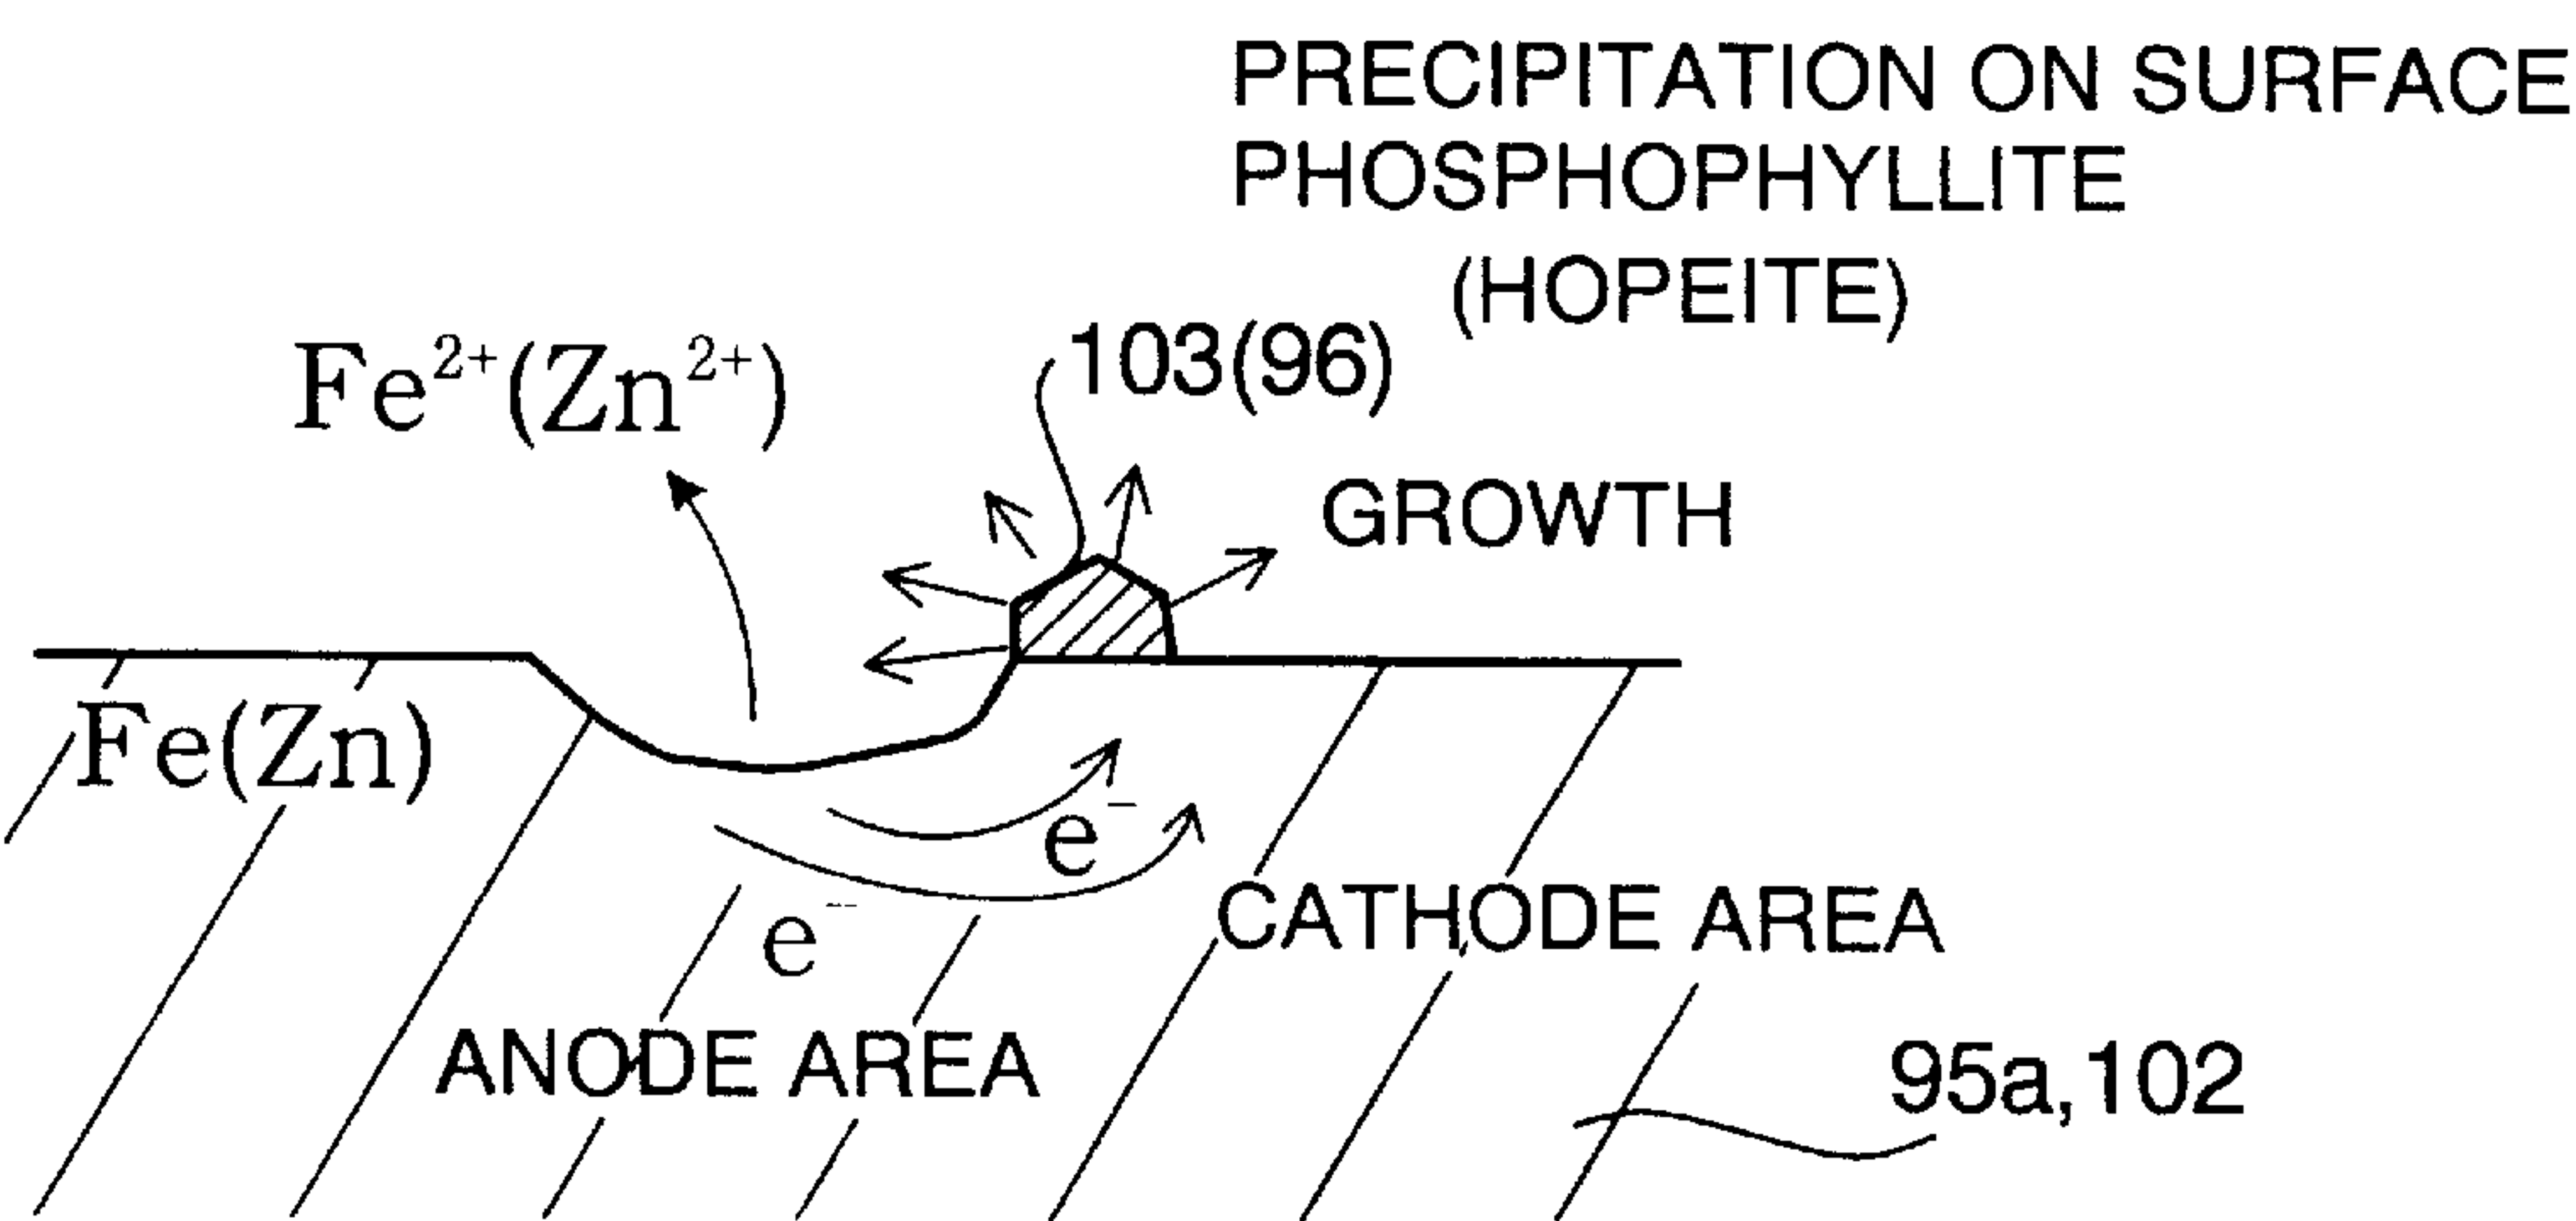 PRECIPITATION ON SURFACE
PHOSPHOPHYLLITE
(HOPEITE)
Fe²⁺(Zn²⁺)
103(96)
GROWTH
Fe(Zn)
e⁻
e⁻
CATHODE AREA
ANODE AREA
95a,102